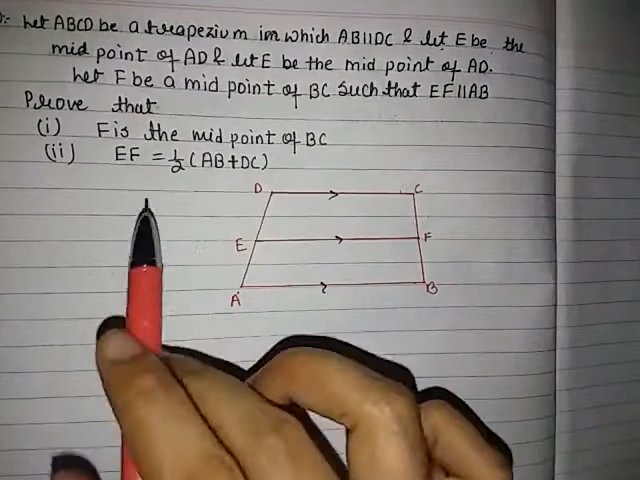 : Let ABCD be a trapezium in which AB||DC & let E be the
mid point of AD & let E be the mid point of AD.
Let F be a mid point of BC such that EF||AB
Prove that
(i) F is the mid point of BC
(ii) EF = 1/2 (AB+DC)
D C
E F
A B